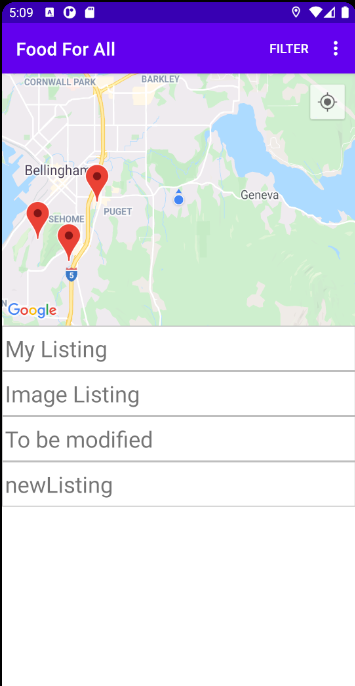 5:09
Food For All
FILTER
CORNWALL PARK
BARKLEY
Bellingham
Geneva
SEHOME
PUGET
5
N
Google
My Listing
Image Listing
To be modified
newListing